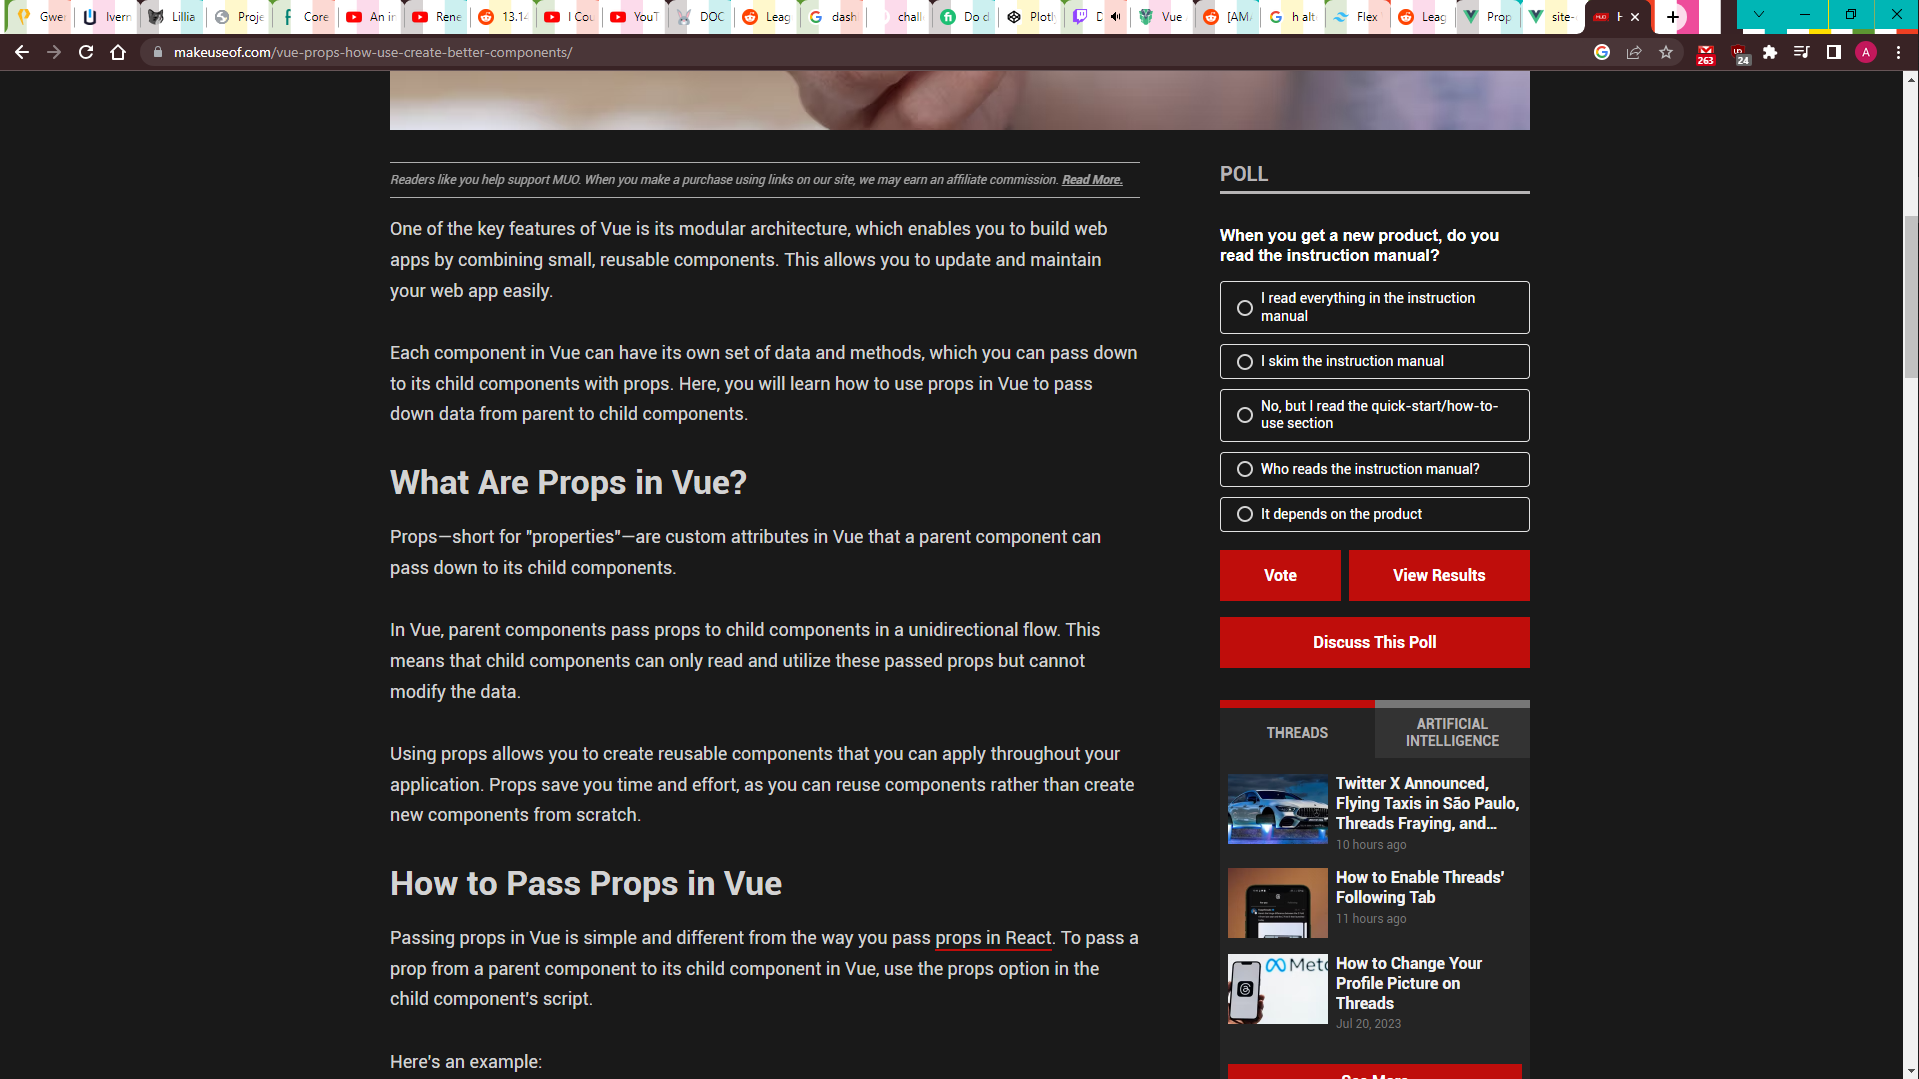 Gwer
Ivern
Lillia
Proje
Core
An in
Rene
13.14
I Cou
YouT
DOC
Leag
dash
chall
Do d
Plotly
D
Vue
[AMA
h alt
Flex
Leag
Prop
site-
H
makeuseof.com/vue-props-how-use-create-better-components/
263
24
A
Readers like you help support MUO. When you make a purchase using links on our site, we may earn an affiliate commission. Read More.
One of the key features of Vue is its modular architecture, which enables you to build web
apps by combining small, reusable components. This allows you to update and maintain
your web app easily.
Each component in Vue can have its own set of data and methods, which you can pass down
to its child components with props. Here, you will learn how to use props in Vue to pass
down data from parent to child components.
What Are Props in Vue?
Props—short for "properties"—are custom attributes in Vue that a parent component can
pass down to its child components.
In Vue, parent components pass props to child components in a unidirectional flow. This
means that child components can only read and utilize these passed props but cannot
modify the data.
Using props allows you to create reusable components that you can apply throughout your
application. Props save you time and effort, as you can reuse components rather than create
new components from scratch.
How to Pass Props in Vue
Passing props in Vue is simple and different from the way you pass props in React. To pass a
prop from a parent component to its child component in Vue, use the props option in the
child component's script.
Here's an example:
POLL
When you get a new product, do you
read the instruction manual?
I read everything in the instruction
manual
I skim the instruction manual
No, but I read the quick-start/how-to-
use section
Who reads the instruction manual?
It depends on the product
Vote
View Results
Discuss This Poll
THREADS
ARTIFICIAL
INTELLIGENCE
Twitter X Announced,
Flying Taxis in São Paulo,
Threads Fraying, and...
10 hours ago
How to Enable Threads'
Following Tab
11 hours ago
Meta
How to Change Your
Profile Picture on
Threads
Jul 20, 2023
See More